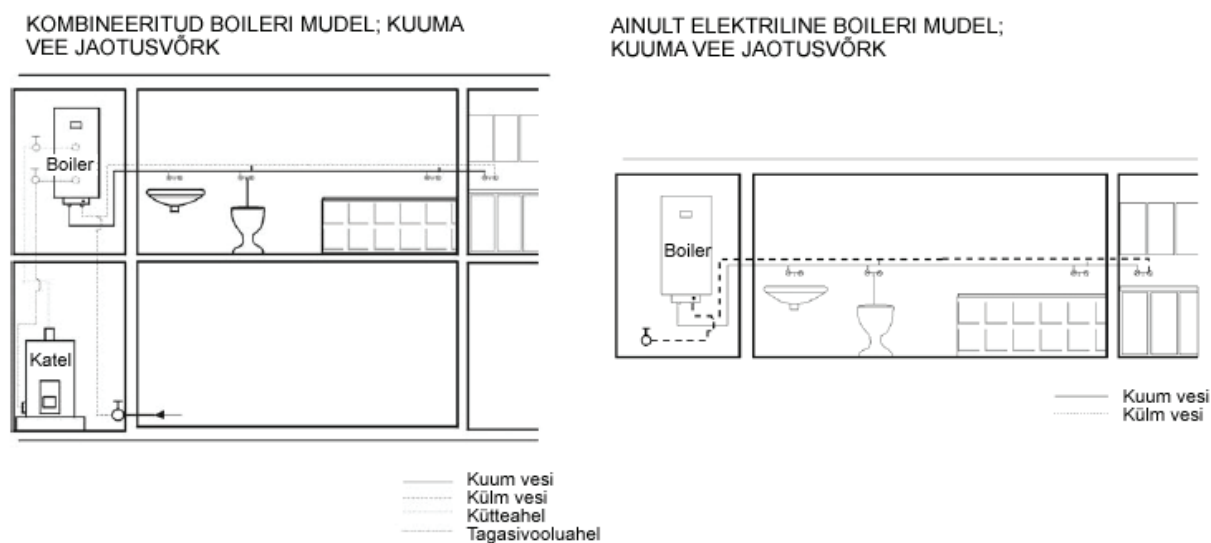 KOMBINEERITUD BOILERI MUDEL; KUUMA
VEE JAOTUSVÕRK
Boiler
Katel
Kuum vesi
Külm vesi
Kütteahel
Tagasivooluahel
AINULT ELEKTRILINE BOILERI MUDEL;
KUUMA VEE JAOTUSVÕRK
Boiler
Kuum vesi
Külm vesi